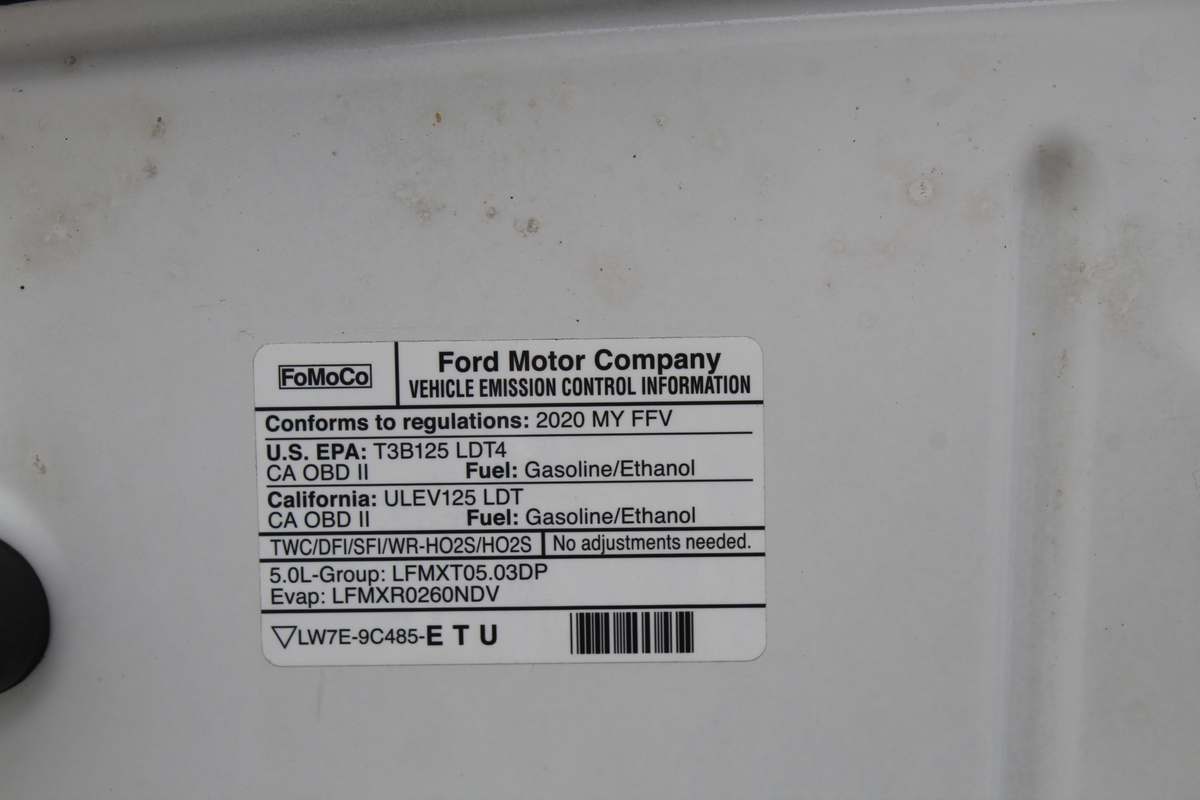 FoMoCo
Ford Motor Company
VEHICLE EMISSION CONTROL INFORMATION
Conforms to regulations: 2020 MY FFV
U.S. EPA: T3B125 LDT4
CA OBD II Fuel: Gasoline/Ethanol
California: ULEV125 LDT
CA OBD II Fuel: Gasoline/Ethanol
TWC/DFI/SFI/WR-HO2S/HO2S No adjustments needed.
5.0L-Group: LFMXT05.03DP
Evap: LFMXR0260NDV
LW7E-9C485-E T U